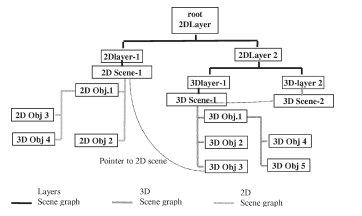 root
2DLayer
2Dlayer-1
2DLayer 2
2D Scene-1
3Dlayer-1
3D-layer 2
2D Obj.1
3D Scene-1
3D Scene-2
2D Obj 3
3D Obj.1
3D Obj 4
2D Obj 2
3D Obj 2
3D Obj 4
Pointer to 2D scene
3D Obj 3
3D Obj 5
Layers
Scene graph
3D
Scene graph
2D
Scene graph